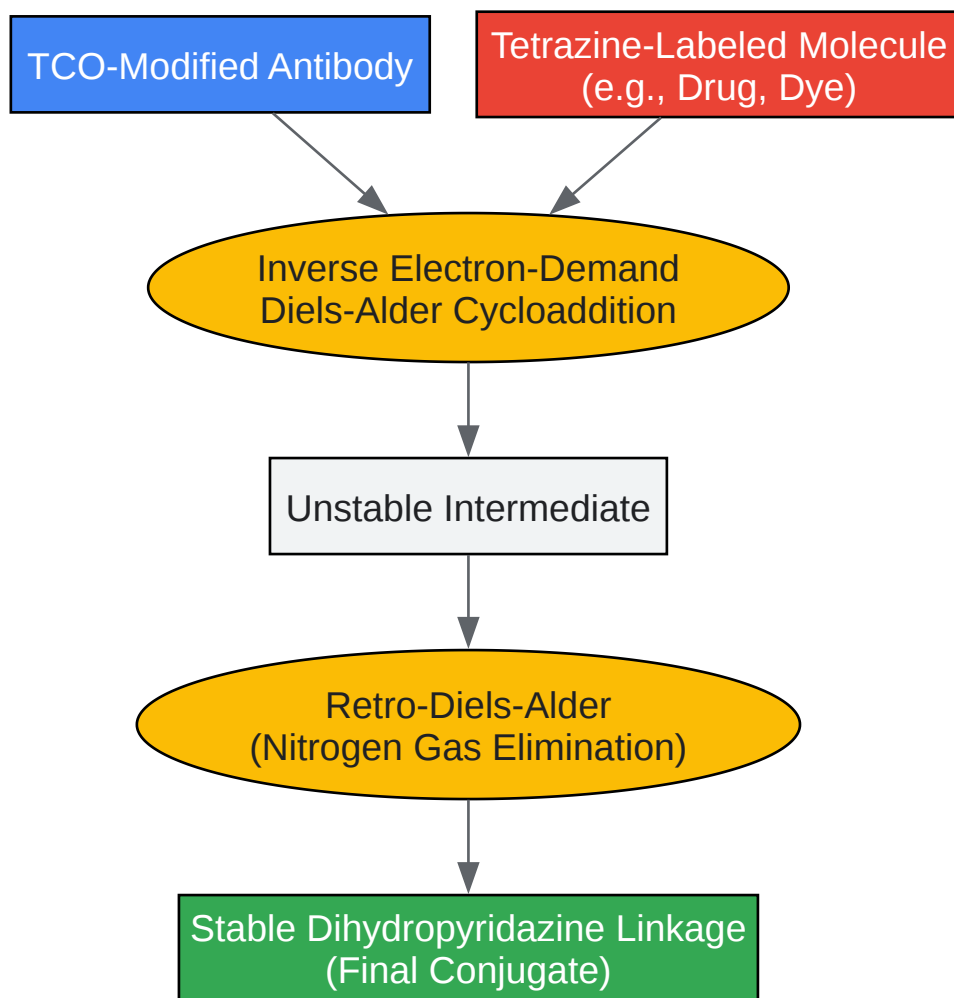 TCO-Modified Antibody
Tetrazine-Labeled Molecule
(e.g., Drug, Dye)
Inverse Electron-Demand
Diels-Alder Cycloaddition
Unstable Intermediate
Retro-Diels-Alder
(Nitrogen Gas Elimination)
Stable Dihydropyridazine Linkage
(Final Conjugate)